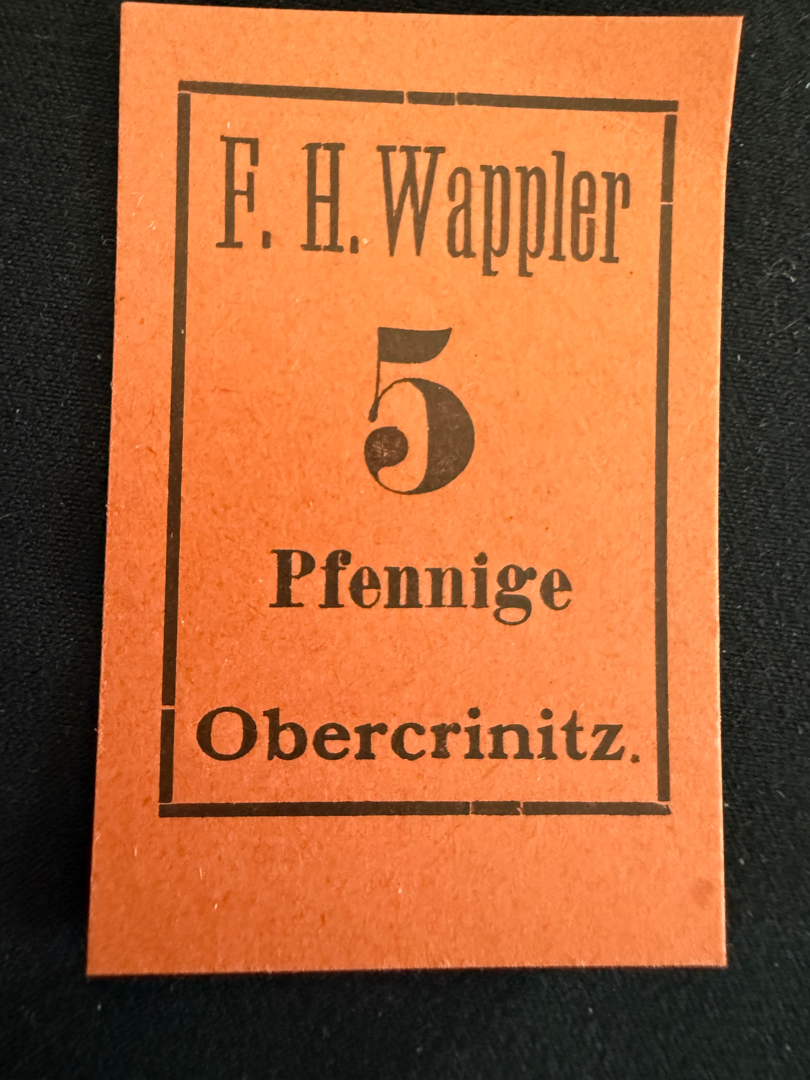 F. H. Wappler
5
Pfennige
Obercrinitz.